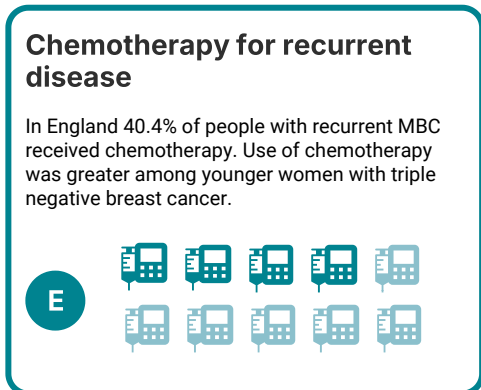 Chemotherapy for recurrent
disease
In England 40.4% of people with recurrent MBC
received chemotherapy. Use of chemotherapy
was greater among younger women with triple
negative breast cancer.
E